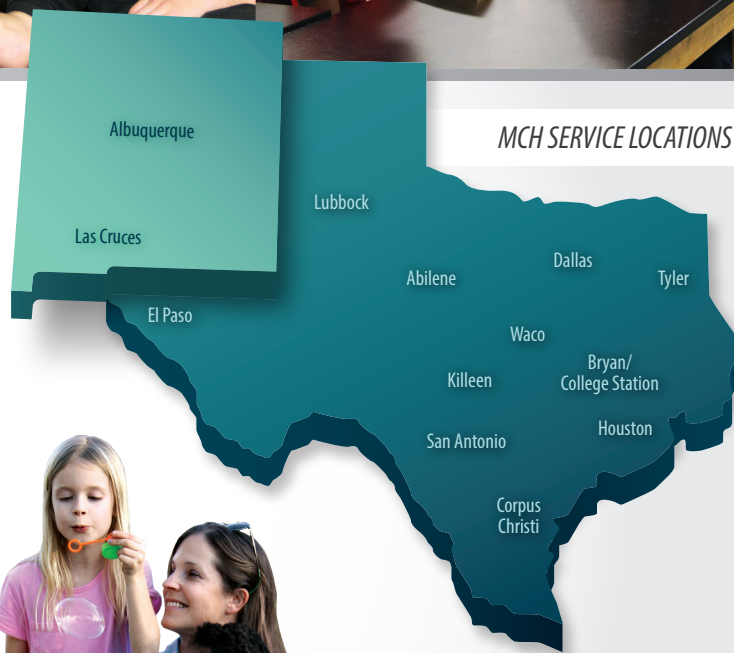 MCH SERVICE LOCATIONS
Albuquerque
Las Cruces
Lubbock
Abilene
Dallas
Tyler
El Paso
Waco
Killeen
Bryan/
College Station
San Antonio
Houston
Corpus
Christi